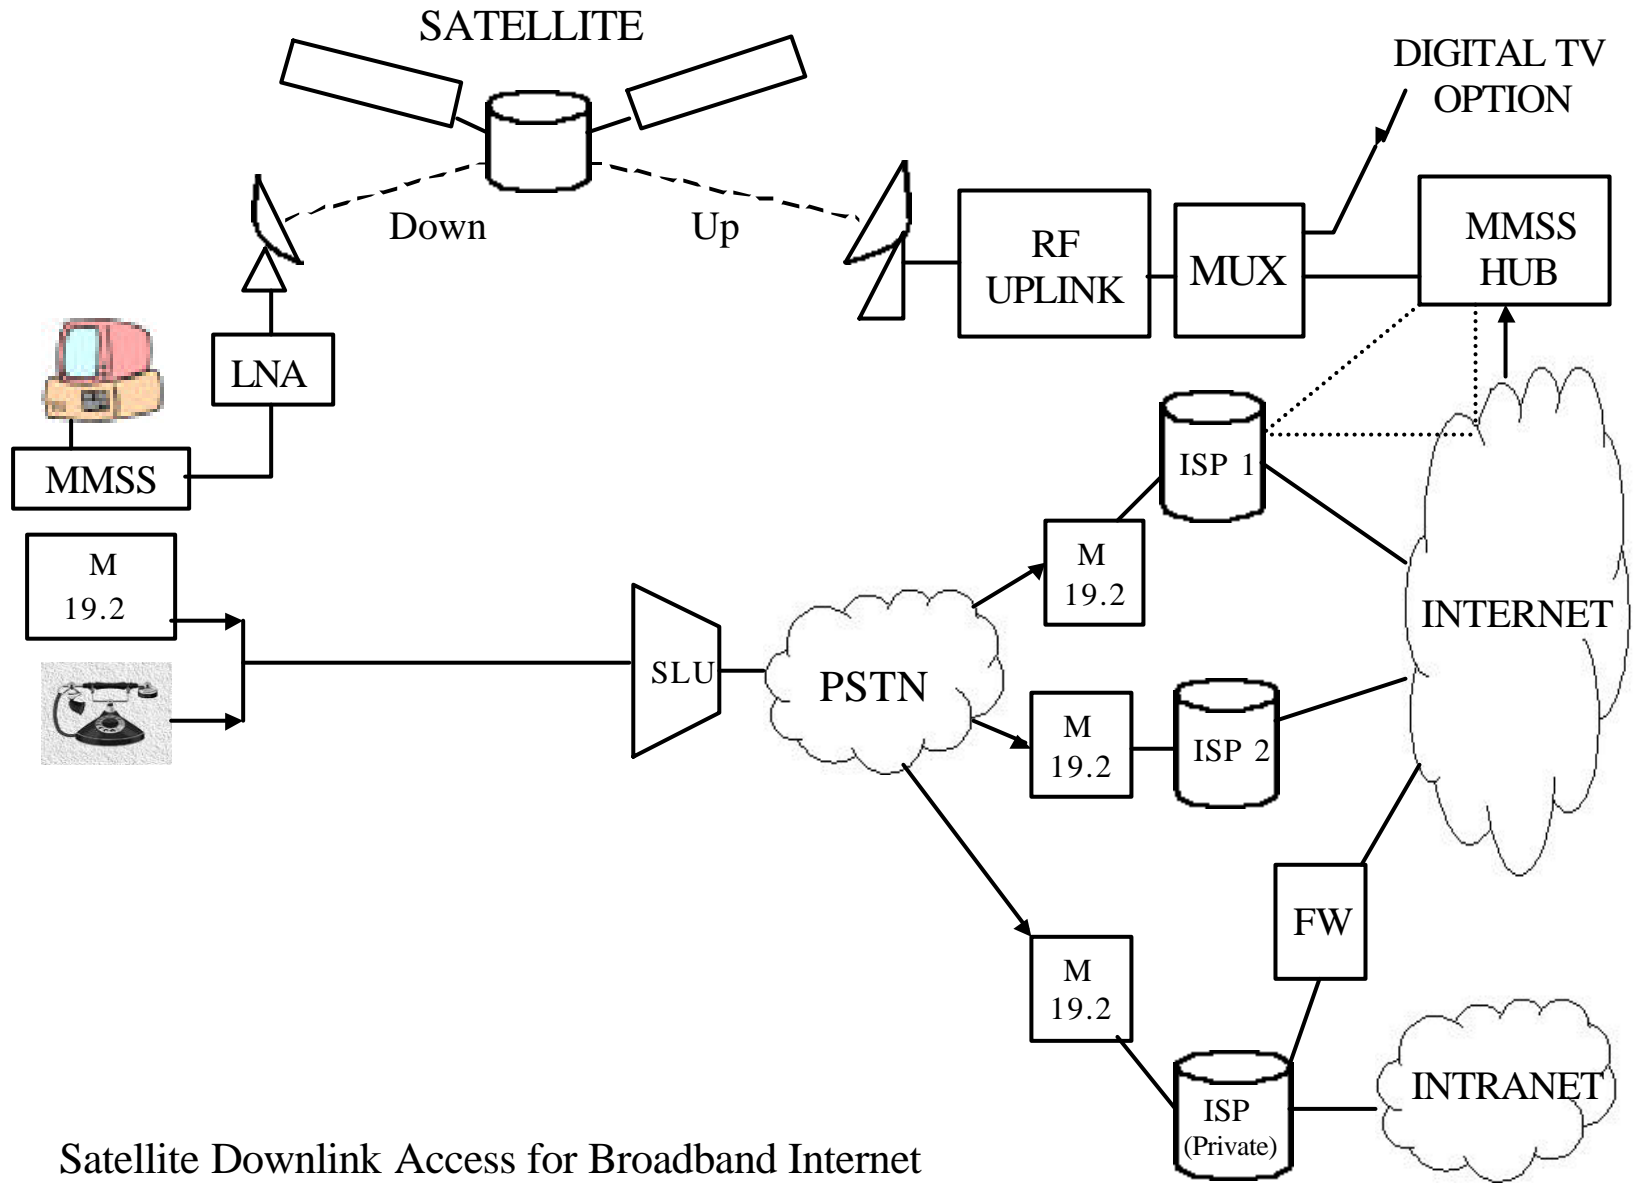 SATELLITE
DIGITAL TV
OPTION
Down
Up
RF
UPLINK
MUX
MMSS
HUB
LNA
MMSS
ISP 1
M
19.2
M
19.2
INTERNET
SLU
PSTN
M
19.2
ISP 2
FW
M
19.2
INTRANET
ISP
(Private)
Satellite Downlink Access for Broadband Internet